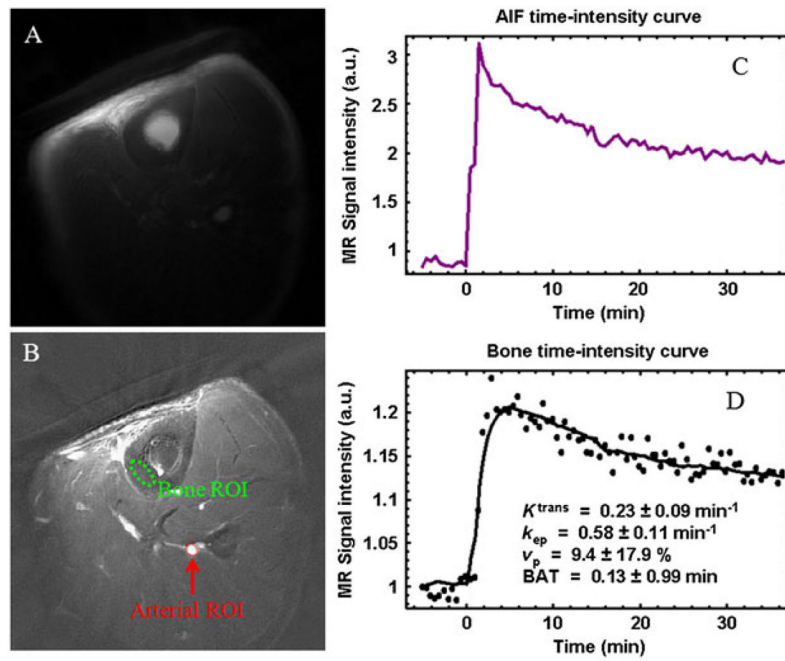 A
B
Bone ROI
Arterial ROI
AIF time-intensity curve
C
MR Signal intensity (a.u.)
3
2.5
2
1.5
1
0
10
20
30
Time (min)
Bone time-intensity curve
D
MR Signal intensity (a.u.)
1.2
1.15
1.1
1.05
1
K^trans = 0.23 ± 0.09 min⁻¹
k_ep = 0.58 ± 0.11 min⁻¹
v_p = 9.4 ± 17.9 %
BAT = 0.13 ± 0.99 min
0
10
20
30
Time (min)